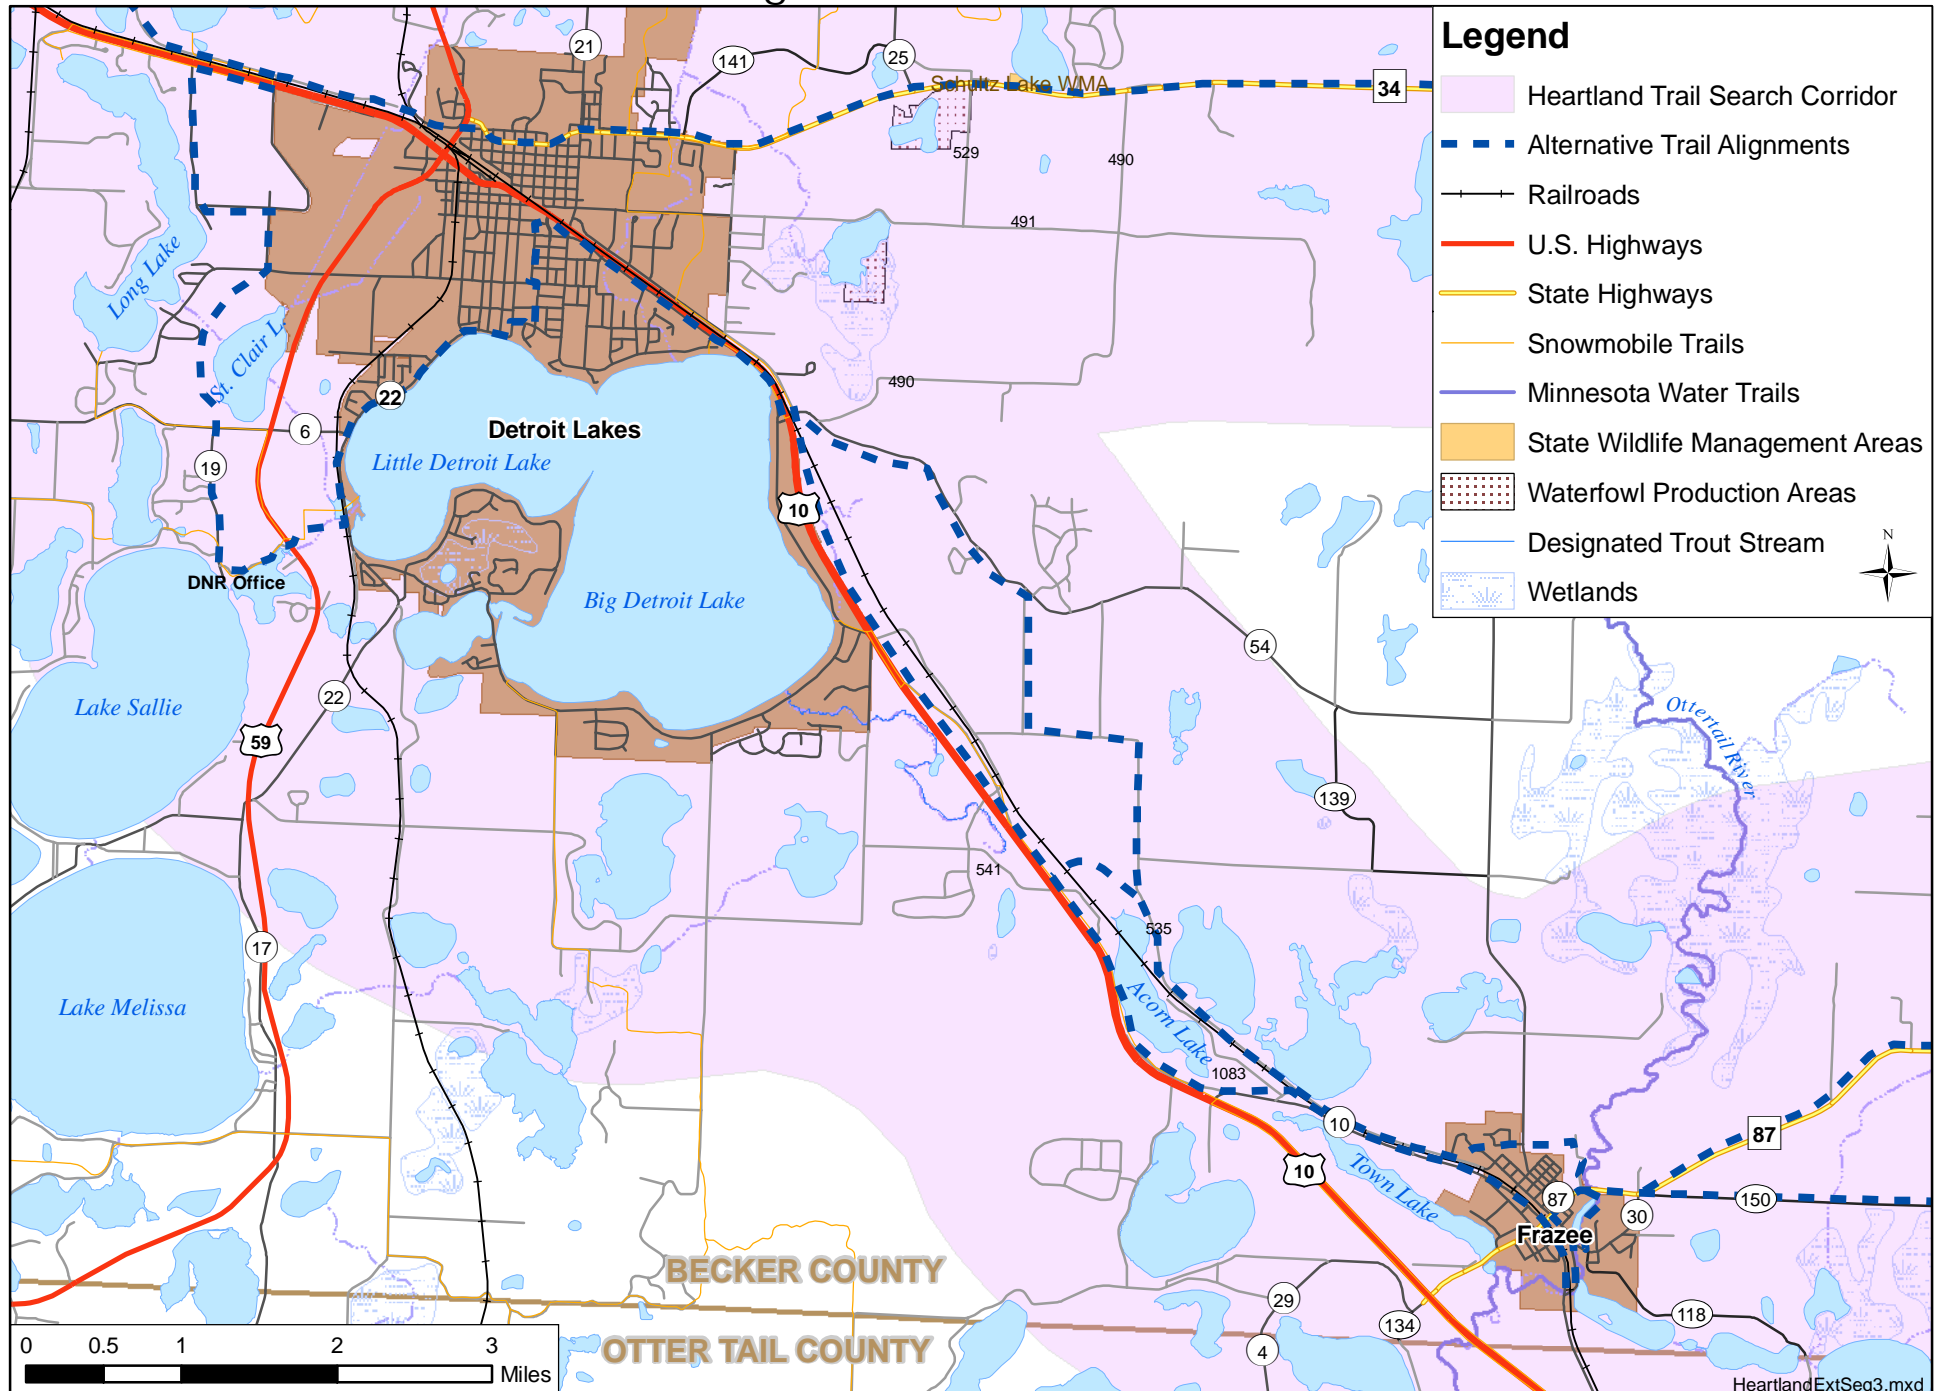 Legend
Heartland Trail Search Corridor
Alternative Trail Alignments
Railroads
U.S. Highways
State Highways
Snowmobile Trails
Minnesota Water Trails
State Wildlife Management Areas
Waterfowl Production Areas
Designated Trout Stream
Wetlands
N
21
141
25
Schultz Lake WMA
34
529
490
491
Long Lake
St. Clair L.
490
22
6
Detroit Lakes
Little Detroit Lake
19
10
DNR Office
Big Detroit Lake
54
Lake Sallie
22
59
Ottertail River
139
541
535
17
Lake Melissa
Acorn Lake
1083
10
87
10
Town Lake
87
150
30
Frazee
BECKER COUNTY
29
118
134
OTTER TAIL COUNTY
4
0 0.5 1 2 3
Miles
HeartlandExtSeg3.mxd